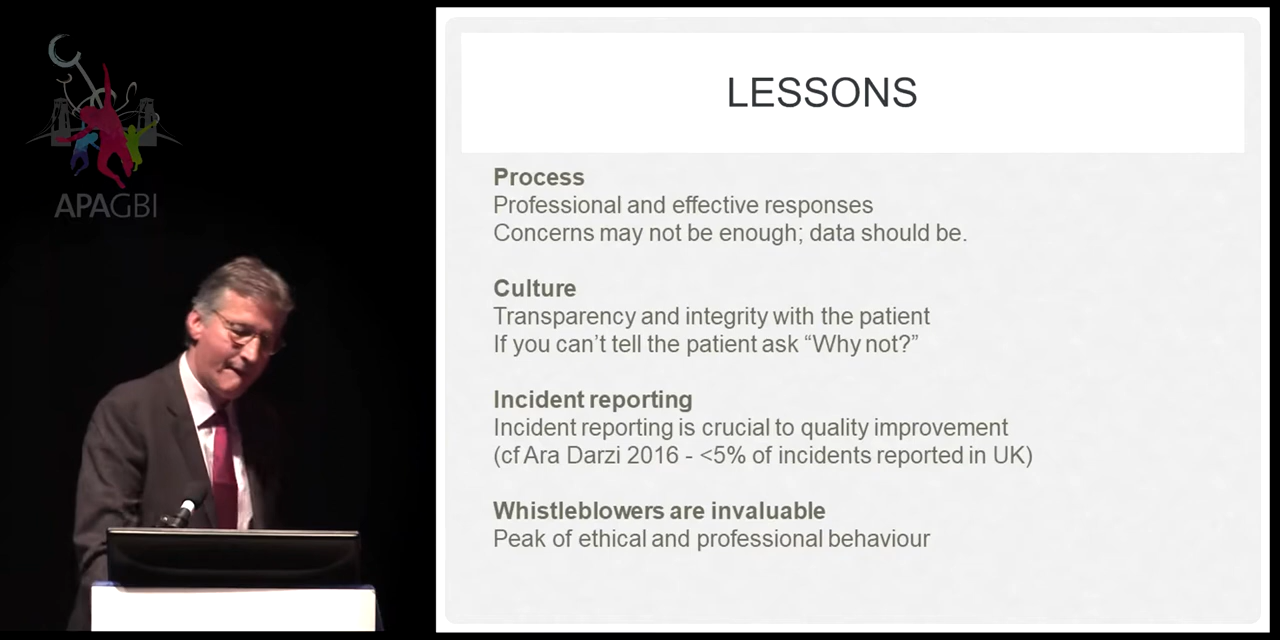 APAGBI
LESSONS
Process
Professional and effective responses
Concerns may not be enough; data should be.
Culture
Transparency and integrity with the patient
If you can’t tell the patient ask “Why not?”
Incident reporting
Incident reporting is crucial to quality improvement
(cf Ara Darzi 2016 - <5% of incidents reported in UK)
Whistleblowers are invaluable
Peak of ethical and professional behaviour